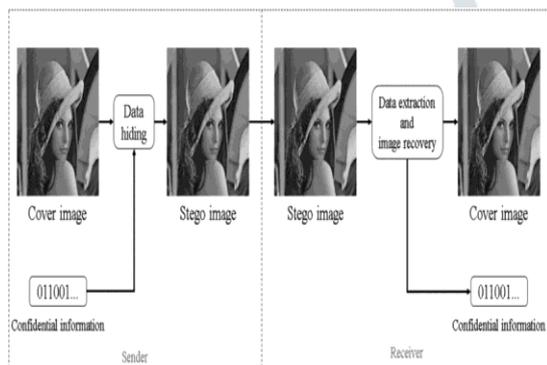 Data
hiding
Data extraction
and
image recovery
Cover image
Stego image
Stego image
Cover image
011001...
011001...
Confidential information
Confidential information
Sender
Receiver